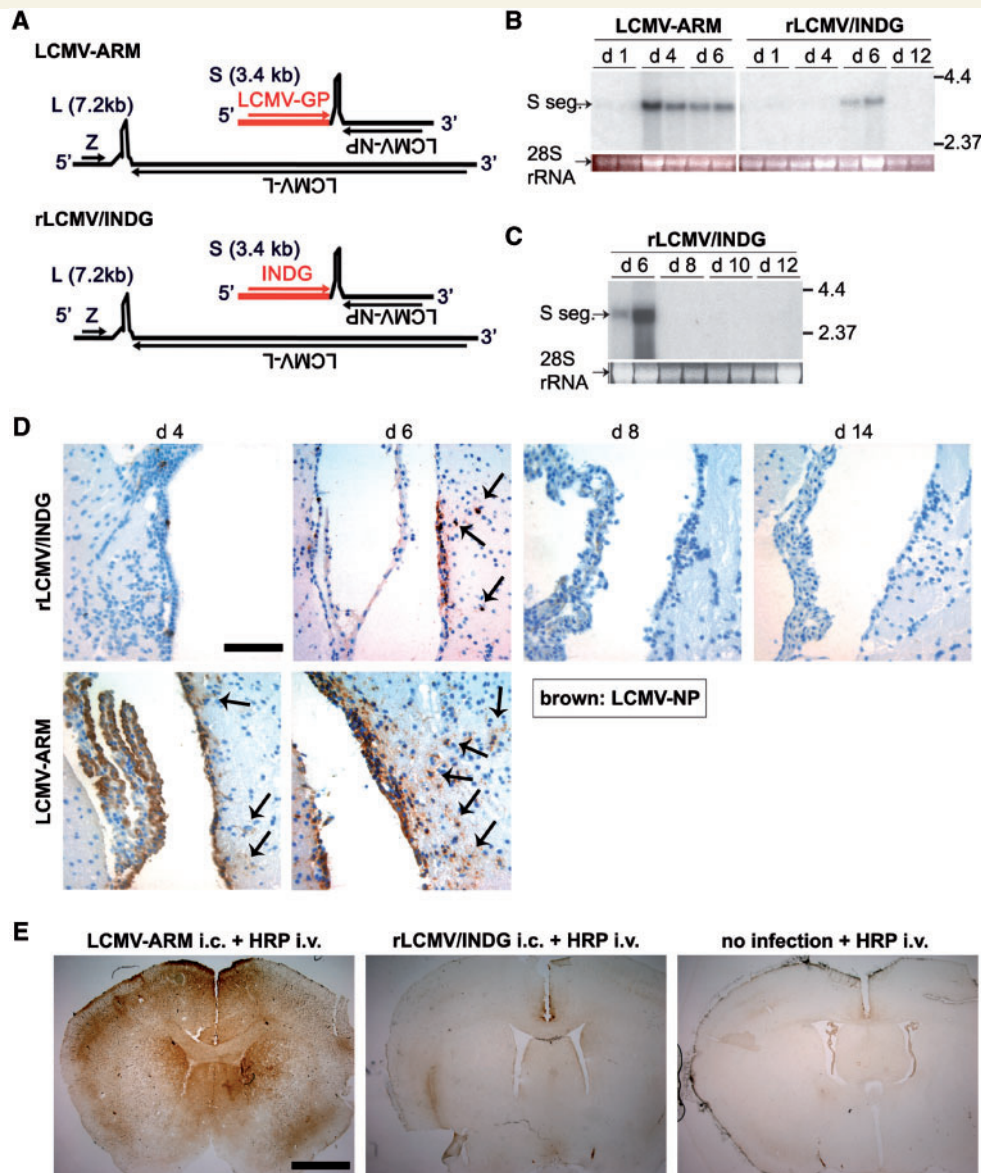 A
LCMV-ARM
S (3.4 kb)
L (7.2kb)
LCMV-GP
5’
3’
LCMV-NP
Z
5’
3’
LCMV-L
rLCMV/INDG
S (3.4 kb)
L (7.2kb)
INDG
5’
3’
LCMV-NP
5’ Z
3’
LCMV-L
B
LCMV-ARM rLCMV/INDG
d 1 d 4 d 6 d 1 d 4 d 6 d 12
4.4
S seg.
2.37
28S
rRNA
C
rLCMV/INDG
d 6 d 8 d 10 d 12
4.4
S seg.
2.37
28S
rRNA
D
d 4 d 6 d 8 d 14
rLCMV/INDG
LCMV-ARM
brown: LCMV-NP
E
LCMV-ARM i.c. + HRP i.v. rLCMV/INDG i.c. + HRP i.v. no infection + HRP i.v.